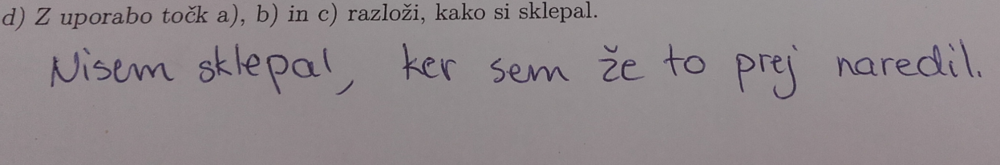 d) Z uporabo točk a), b) in c) razloži, kako si sklepal.
Nisem sklepal, ker sem že to prej naredil.